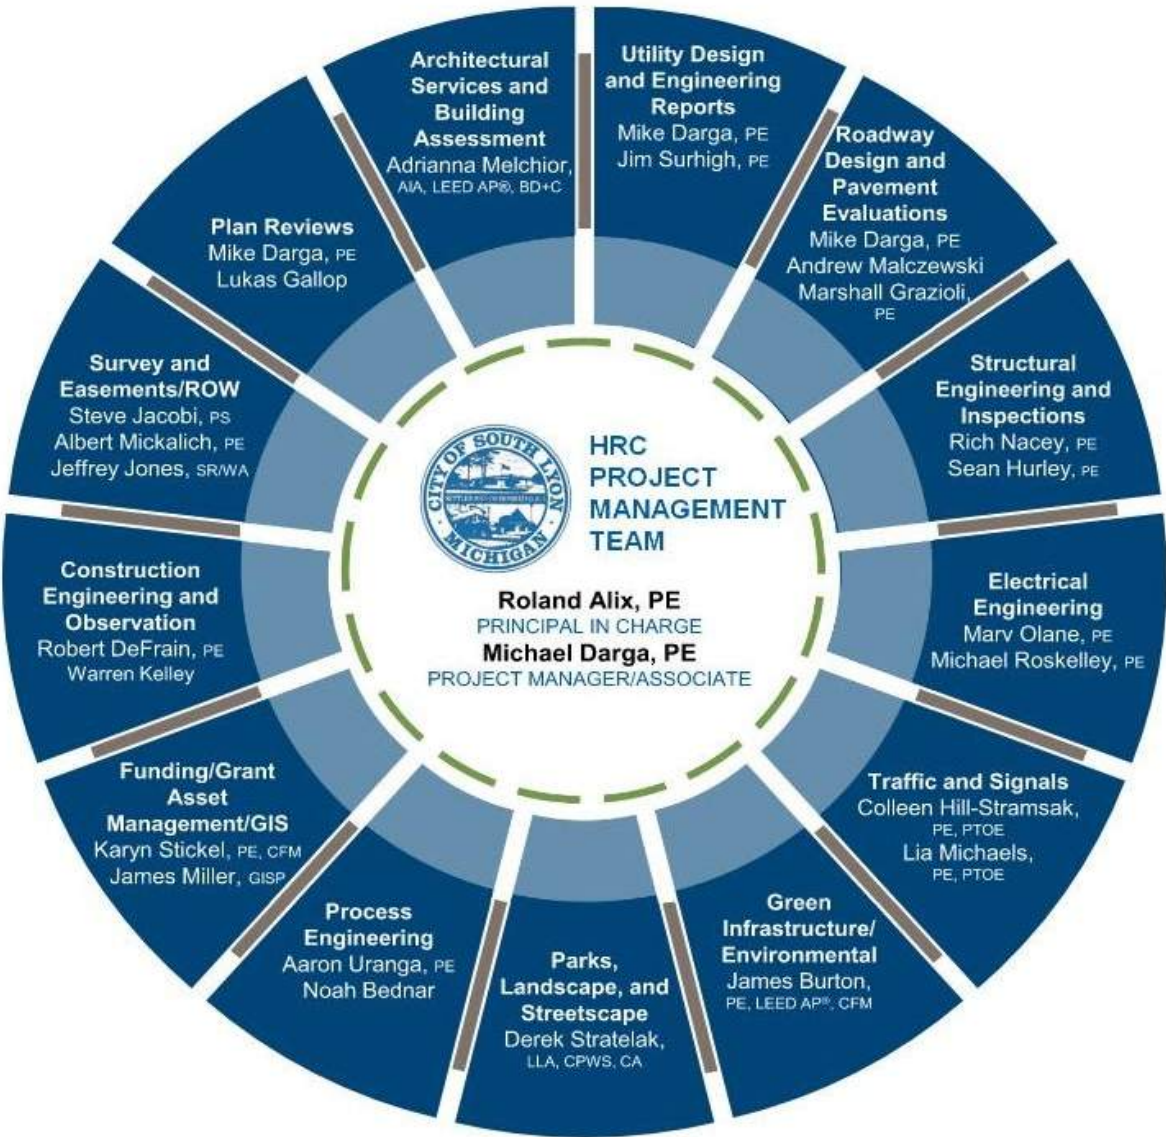 Architectural
Services and
Building
Assessment
Adrianna Melchior,
AIA, LEED AP®, BD+C
Utility Design
and Engineering
Reports
Mike Darga, PE
Jim Surhigh, PE
Roadway
Design and
Pavement
Evaluations
Mike Darga, PE
Andrew Malczewski
Marshall Grazioli,
PE
Structural
Engineering and
Inspections
Rich Nacey, PE
Sean Hurley, PE
Electrical
Engineering
Marv Olane, PE
Michael Roskelley, PE
Traffic and Signals
Colleen Hill-Stramsak,
PE, PTOE
Lia Michaels,
PE, PTOE
Green
Infrastructure/
Environmental
James Burton,
PE, LEED AP®, CFM
Parks,
Landscape, and
Streetscape
Derek Stratelak,
LLA, CPWS, CA
Process
Engineering
Aaron Uranga, PE
Noah Bednar
Funding/Grant
Asset
Management/GIS
Karyn Stickel, PE, CFM
James Miller, GISP
Construction
Engineering and
Observation
Robert DeFrain, PE
Warren Kelley
Survey and
Easements/ROW
Steve Jacobi, PS
Albert Mickalich, PE
Jeffrey Jones, SR/WA
Plan Reviews
Mike Darga, PE
Lukas Gallop
CITY OF SOUTH LYON
MICHIGAN
HRC
PROJECT
MANAGEMENT
TEAM
Roland Alix, PE
PRINCIPAL IN CHARGE
Michael Darga, PE
PROJECT MANAGER/ASSOCIATE